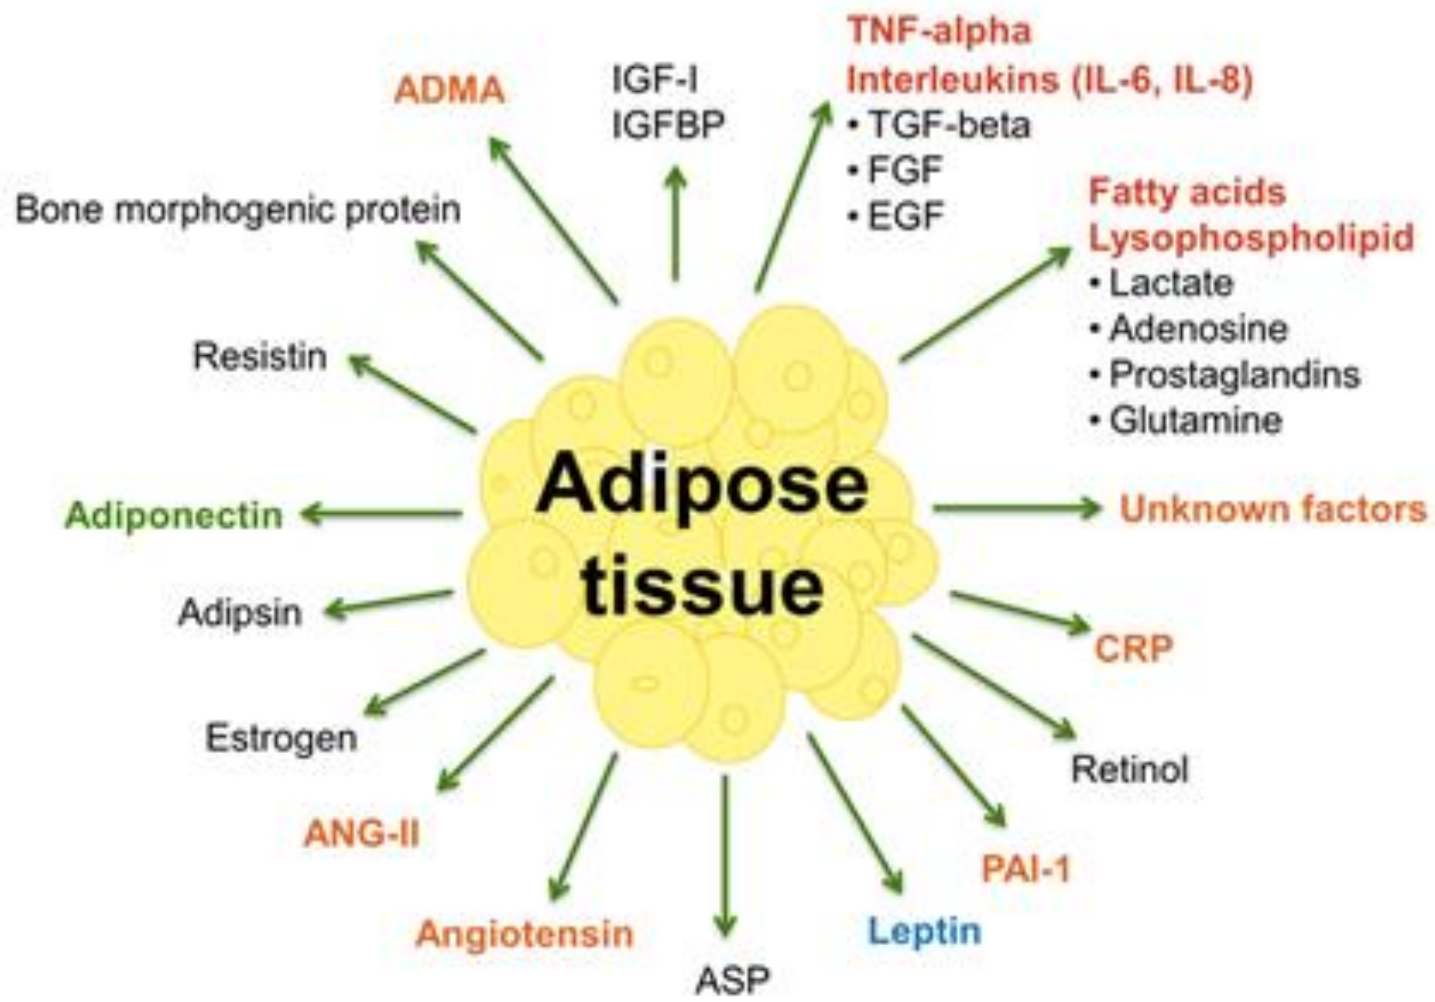 TNF-alpha
Interleukins (IL-6, IL-8)
• TGF-beta
• FGF
• EGF
IGF-I
IGFBP
ADMA
Bone morphogenic protein
Resistin
Adiponectin
Adipsin
Estrogen
ANG-II
Angiotensin
ASP
Leptin
PAI-1
Retinol
CRP
Unknown factors
Fatty acids
Lysophospholipid
• Lactate
• Adenosine
• Prostaglandins
• Glutamine
Adipose
tissue